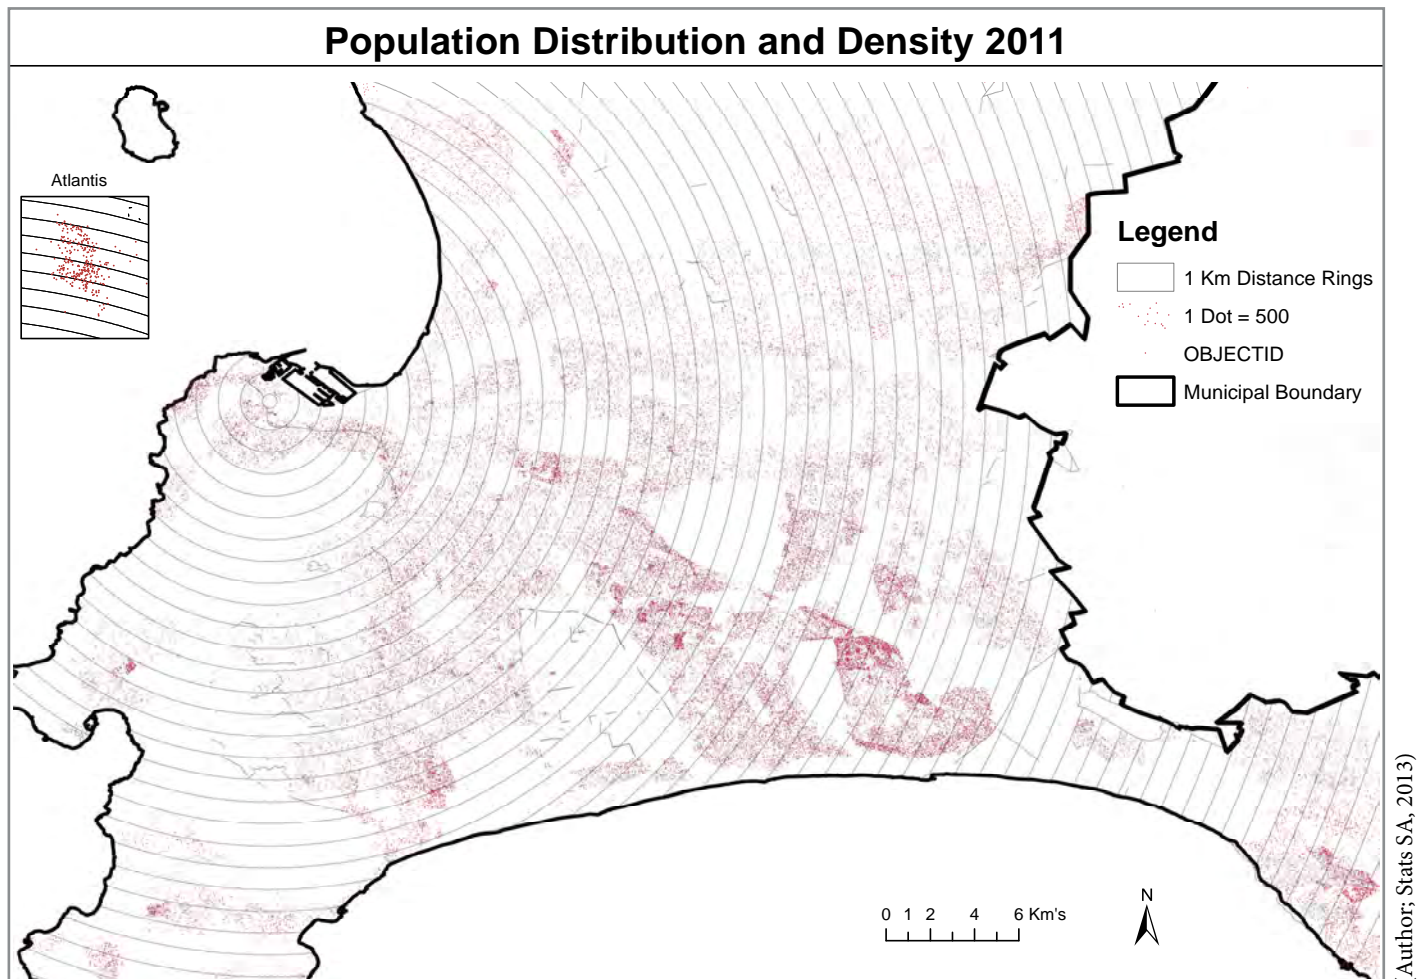 Population Distribution and Density 2011
Atlantis
Legend
1 Km Distance Rings
1 Dot = 500
OBJECTID
Municipal Boundary
N
0 1 2 4 6 Km's
Author; Stats SA, 2013)